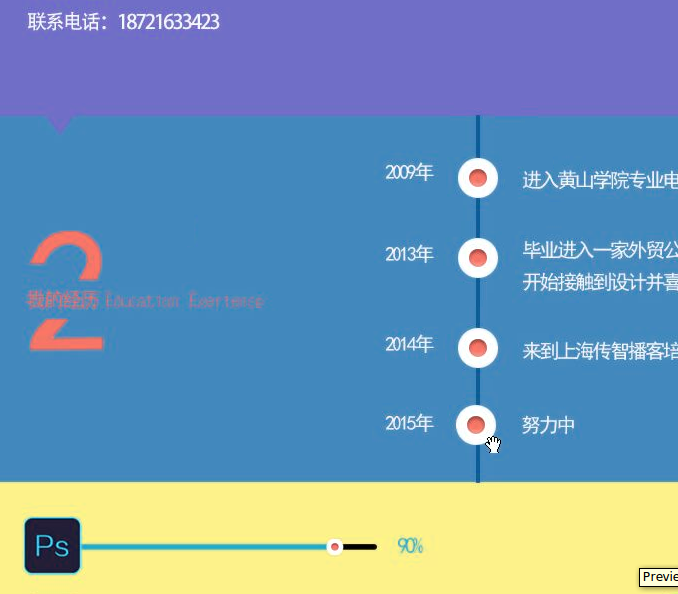 联系电话：18721633423
2009年
进入黄山学院专业电
2
2013年
毕业进入一家外贸公
开始接触到设计并喜
我的经历 Education Experience
2014年
来到上海传智播客培
2015年
努力中
Ps
90%
Previe